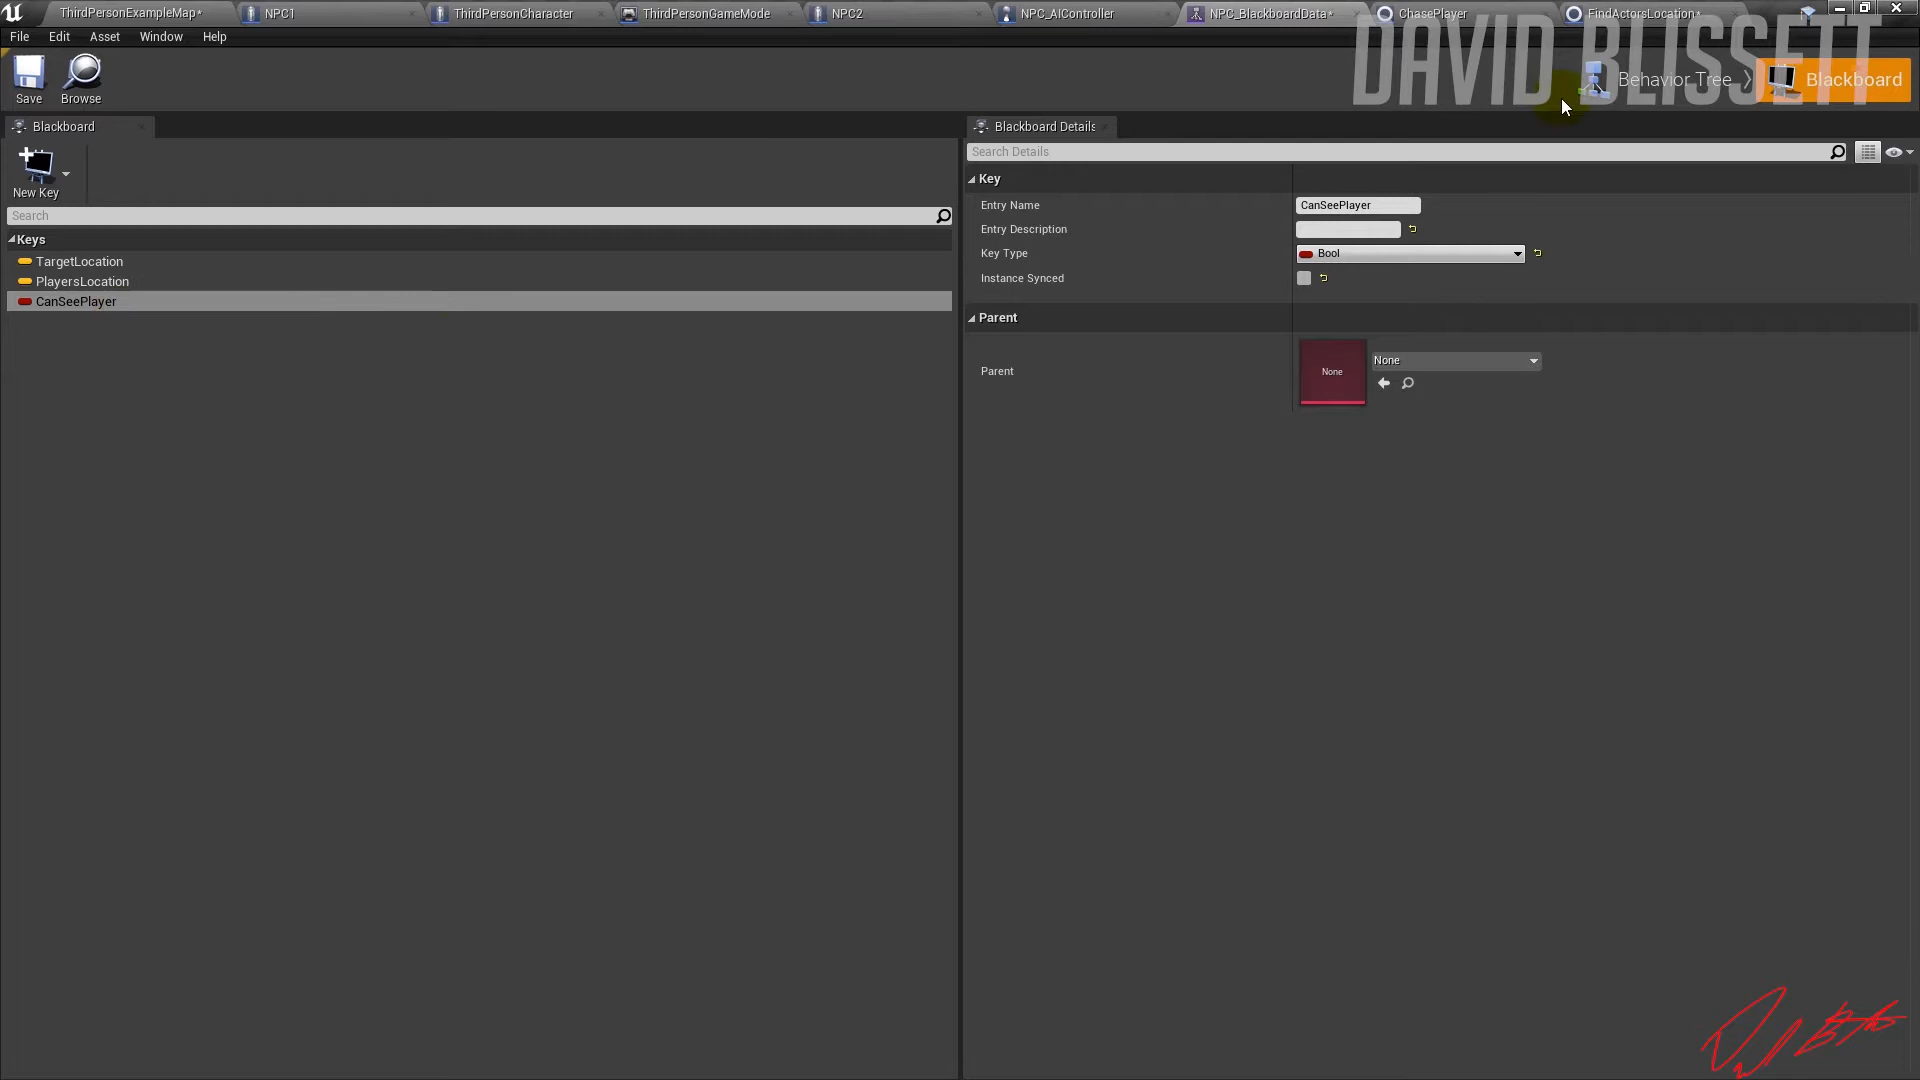 ThirdPersonExampleMap*
NPC1
ThirdPersonCharacter
ThirdPersonGameMode
NPC2
NPC_AIController
NPC_BlackboardData*
ChasePlayer
FindActorsLocation*
File
Edit
Asset
Window
Help
DAVID BLISSETT
Save
Browse
Behavior Tree
Blackboard
Blackboard
New Key
Search
Keys
TargetLocation
PlayersLocation
CanSeePlayer
Blackboard Details
Search Details
Key
Entry Name
CanSeePlayer
Entry Description
Key Type
Bool
Instance Synced
Parent
Parent
None
None